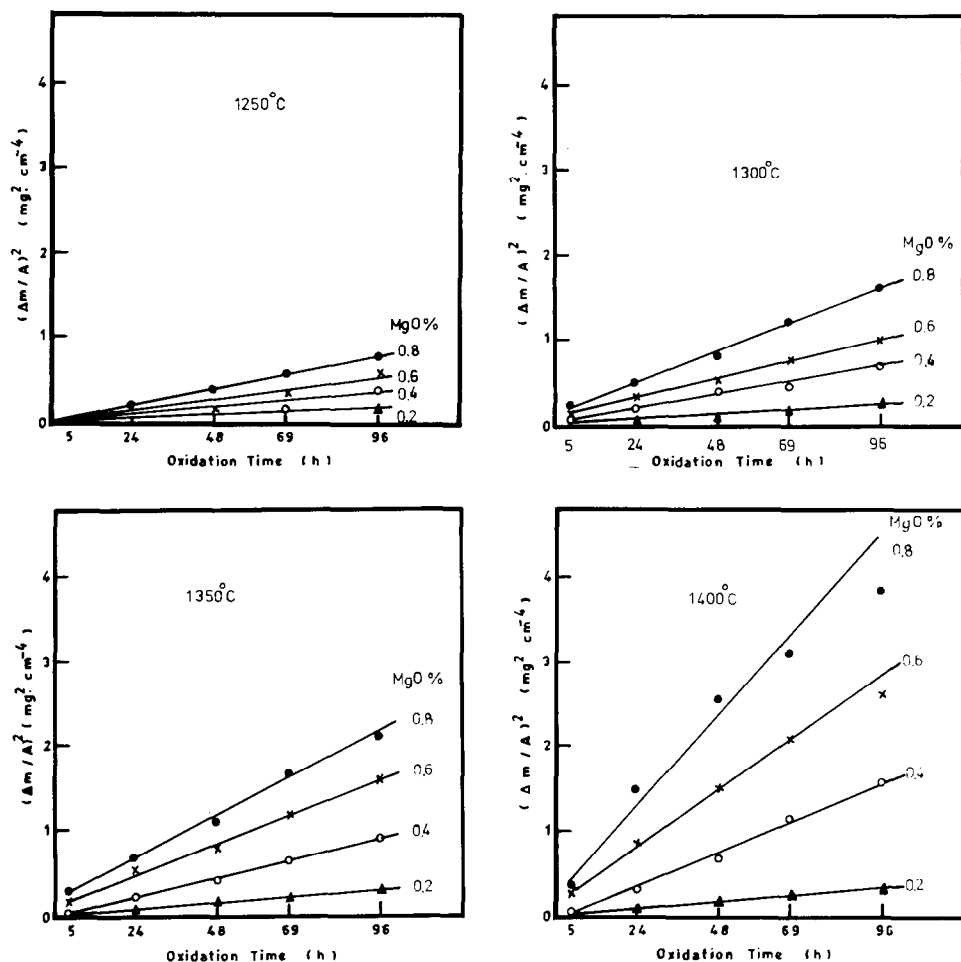 4
3
2
1
0
1250°C
(Δm/A)² (mg². cm⁻⁴)
MgO%
0.8
0.6
0.4
0.2
5 24 48 69 96
Oxidation Time (h)
4
3
2
1
0
1300°C
(Δm/A)² (mg². cm⁻⁴)
MgO%
0.8
0.6
0.4
0.2
5 24 48 69 96
Oxidation Time (h)
4
3
2
1
0
1350°C
(Δm/A)² (mg². cm⁻⁴)
MgO%
0.8
0.6
0.4
0.2
5 24 48 69 96
Oxidation Time (h)
4
3
2
1
0
1400°C
(Δm/A)² (mg². cm⁻⁴)
MgO%
0.8
0.6
0.4
0.2
5 24 48 69 96
Oxidation Time (h)